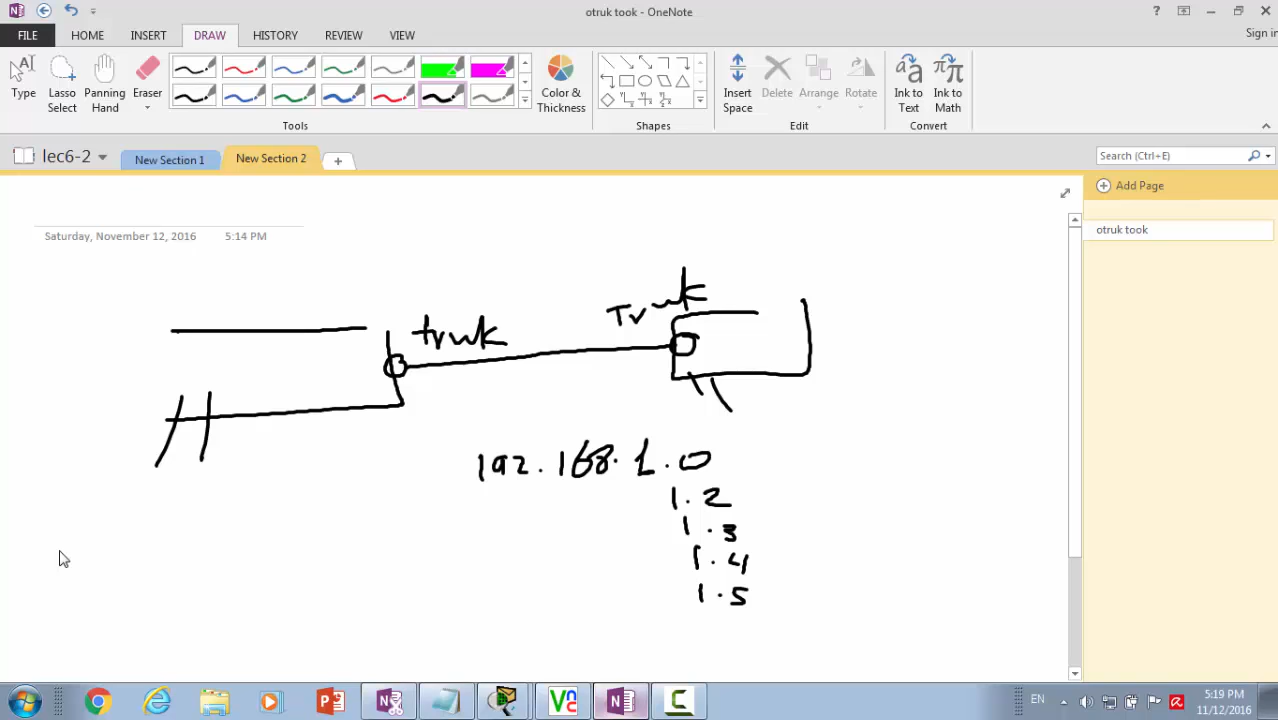 otruk took - OneNote
Sign in
FILE HOME INSERT DRAW HISTORY REVIEW VIEW
Type
Lasso Select
Panning Hand
Eraser
Color & Thickness
Insert Space
Delete
Arrange
Rotate
Ink to Text
Ink to Math
Tools
Shapes
Edit
Convert
lec6-2
New Section 1
New Section 2
Search (Ctrl+E)
Add Page
otruk took
Saturday, November 12, 2016 5:14 PM
trunk
Trunk
192.168.1.0
1.2
1.3
1.4
1.5
EN
5:19 PM
11/12/2016